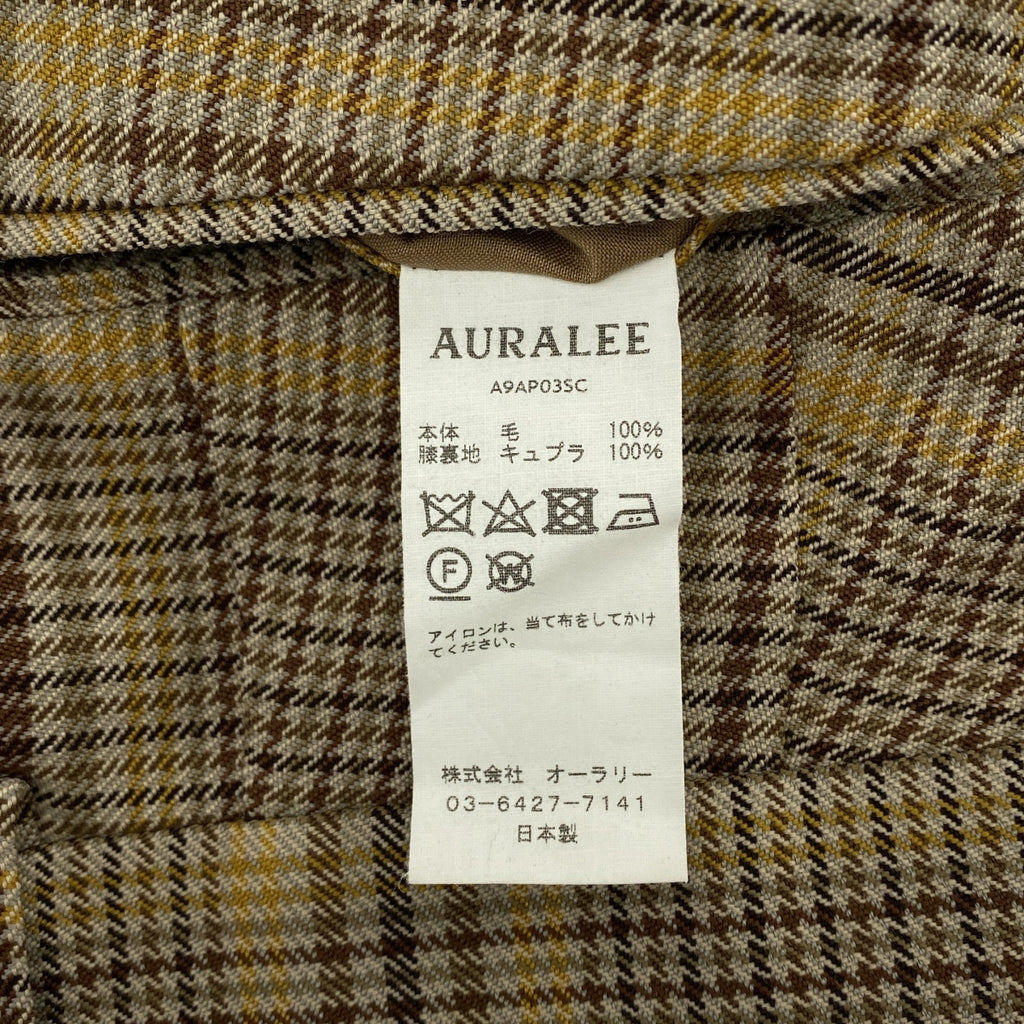 AURALEE
A9AP03SC
本体 毛 100%
膝裏地 キュプラ 100%
F W
アイロンは、当て布をしてかけ
てください。
株式会社 オーラリー
03-6427-7141
日本製